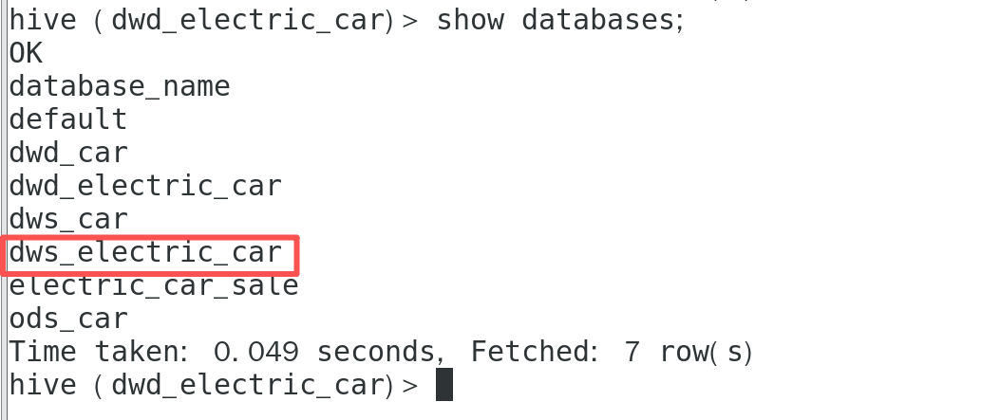 hive (dwd_electric_car)> show databases;
OK
database_name
default
dwd_car
dwd_electric_car
dws_car
dws_electric_car
electric_car_sale
ods_car
Time taken: 0.049 seconds, Fetched: 7 row(s)
hive (dwd_electric_car)>